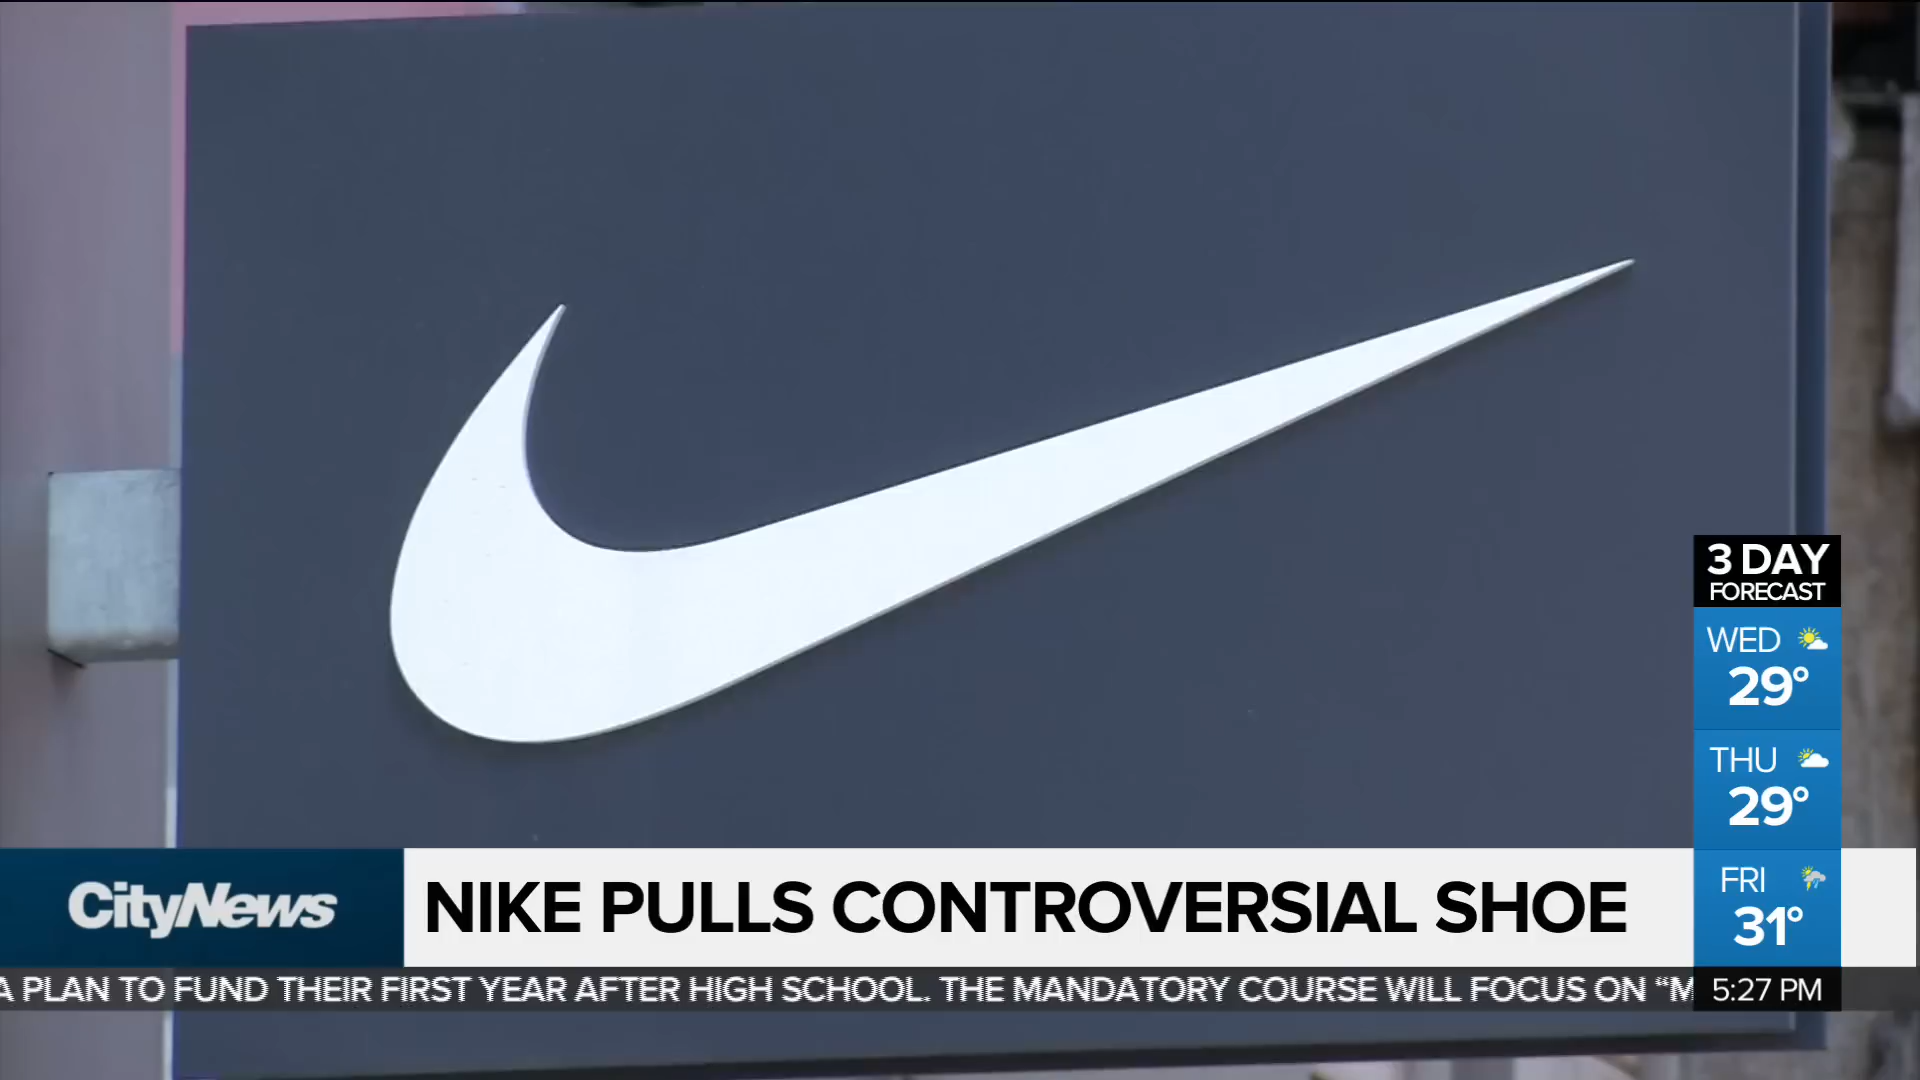 3 DAY
FORECAST
WED
29°
THU
29°
FRI
31°
CityNews
NIKE PULLS CONTROVERSIAL SHOE
A PLAN TO FUND THEIR FIRST YEAR AFTER HIGH SCHOOL. THE MANDATORY COURSE WILL FOCUS ON “M
5:27 PM